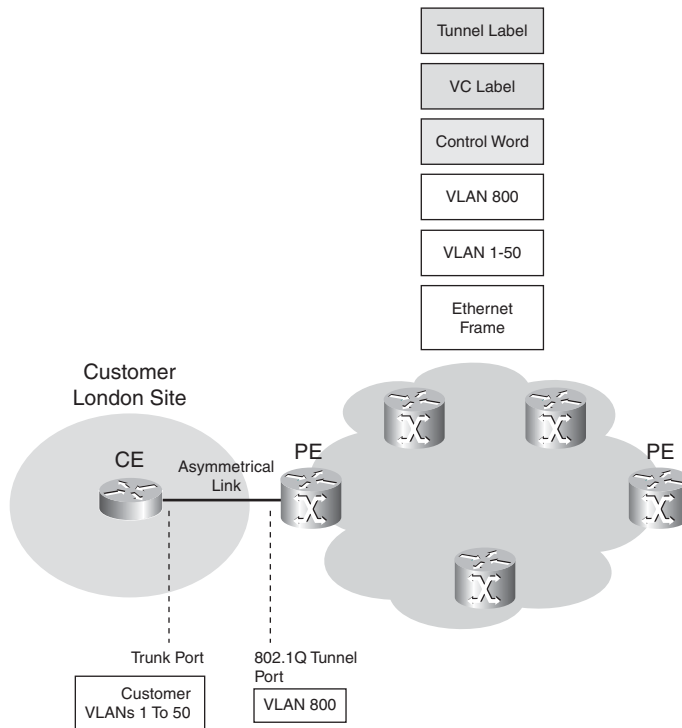 Tunnel Label
VC Label
Control Word
VLAN 800
VLAN 1-50
Ethernet
Frame
Customer
London Site
CE
Asymmetrical
Link
PE
PE
Trunk Port
Customer
VLANs 1 To 50
802.1Q Tunnel
Port
VLAN 800